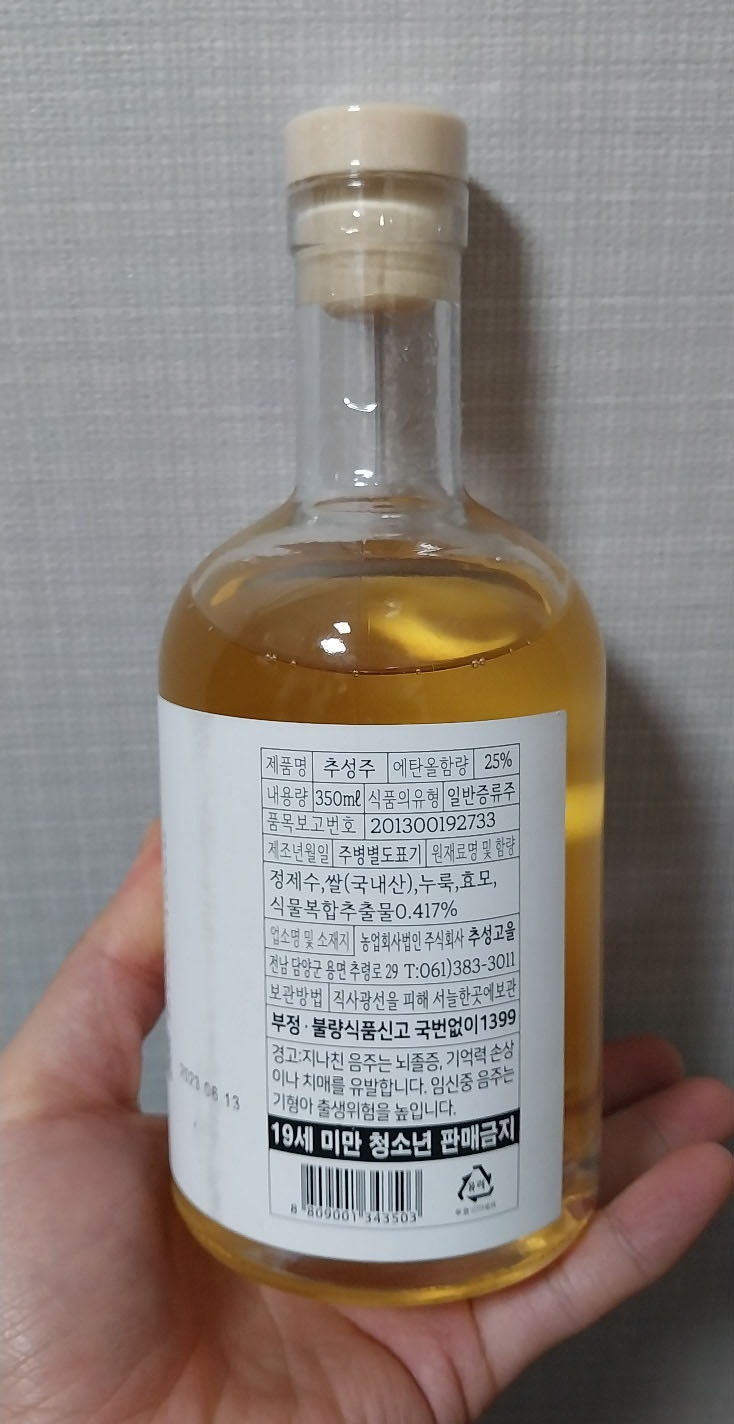 제품명 추성주 에탄올함량 25%
내용량 350ml 식품의유형 일반증류주
품목보고번호 201300192733
제조년월일 주병별도표기 원재료명 및 함량
정제수,쌀(국내산),누룩,효모,
식물복합추출물0.417%
업소명 및 소재지 농업회사법인 주식회사 추성고을
전남 담양군 용면 추령로 29 T:061)383-3011
보관방법 직사광선을 피해 서늘한곳에보관
부정·불량식품신고 국번없이1399
경고:지나친 음주는 뇌졸증, 기억력 손상
이나 치매를 유발합니다. 임신중 음주는
기형아 출생위험을 높입니다.
19세 미만 청소년 판매금지
8 809001 343503
유리
2023 06 13